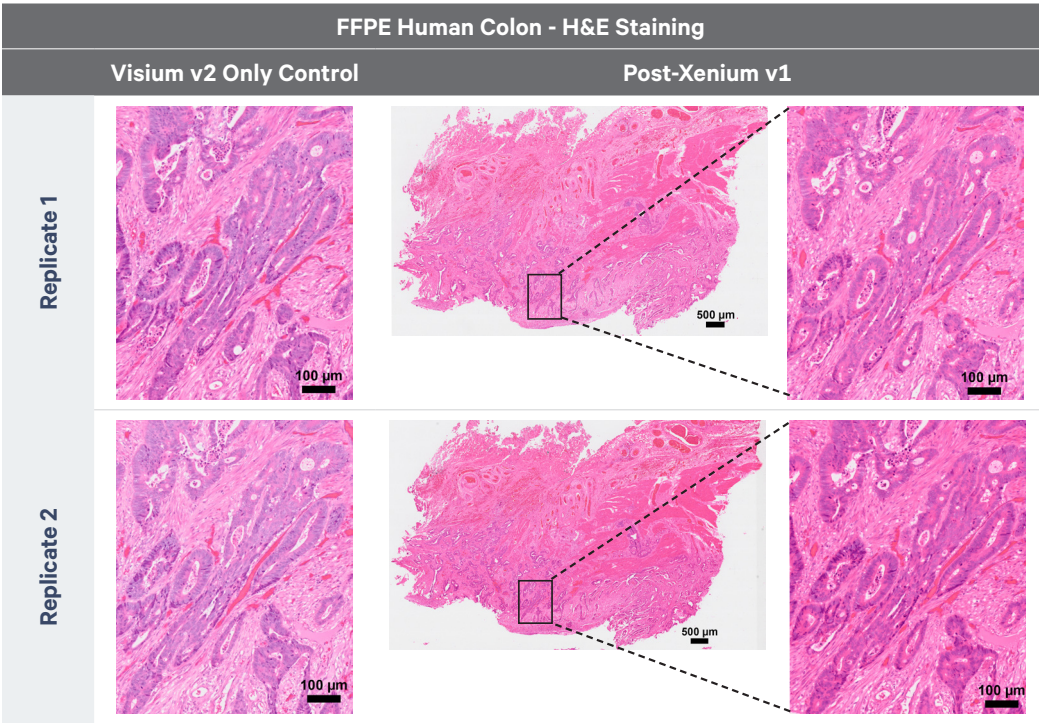 FFPE Human Colon - H&E Staining
Visium v2 Only Control
Post-Xenium v1
Replicate 1
100 µm
500 µm
100 µm
Replicate 2
100 µm
500 µm
100 µm